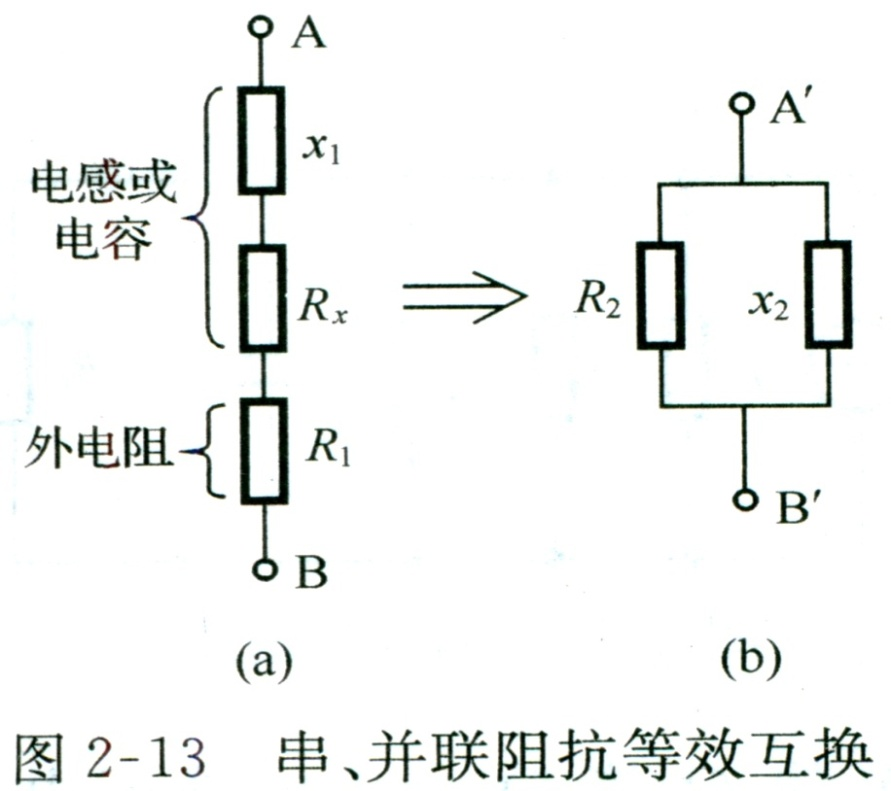 A
x₁
电感或
电容
Rₓ
外电阻
R₁
B
(a)
A′
R₂
x₂
B′
(b)
图 2-13 串、并联阻抗等效互换